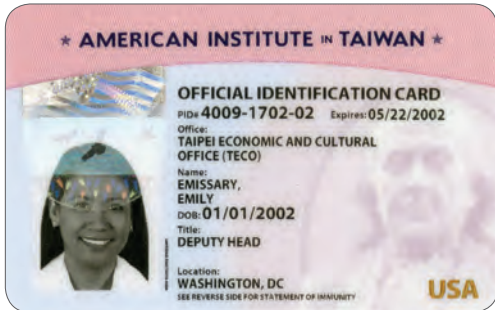 ★ AMERICAN INSTITUTE IN TAIWAN ★
OFFICIAL IDENTIFICATION CARD
PID# 4009-1702-02 Expires: 05/22/2002
Office:
TAIPEI ECONOMIC AND CULTURAL
OFFICE (TECO)
Name:
EMISSARY,
EMILY
DOB: 01/01/2002
Title:
DEPUTY HEAD
Location:
WASHINGTON, DC
SEE REVERSE SIDE FOR STATEMENT OF IMMUNITY
USA